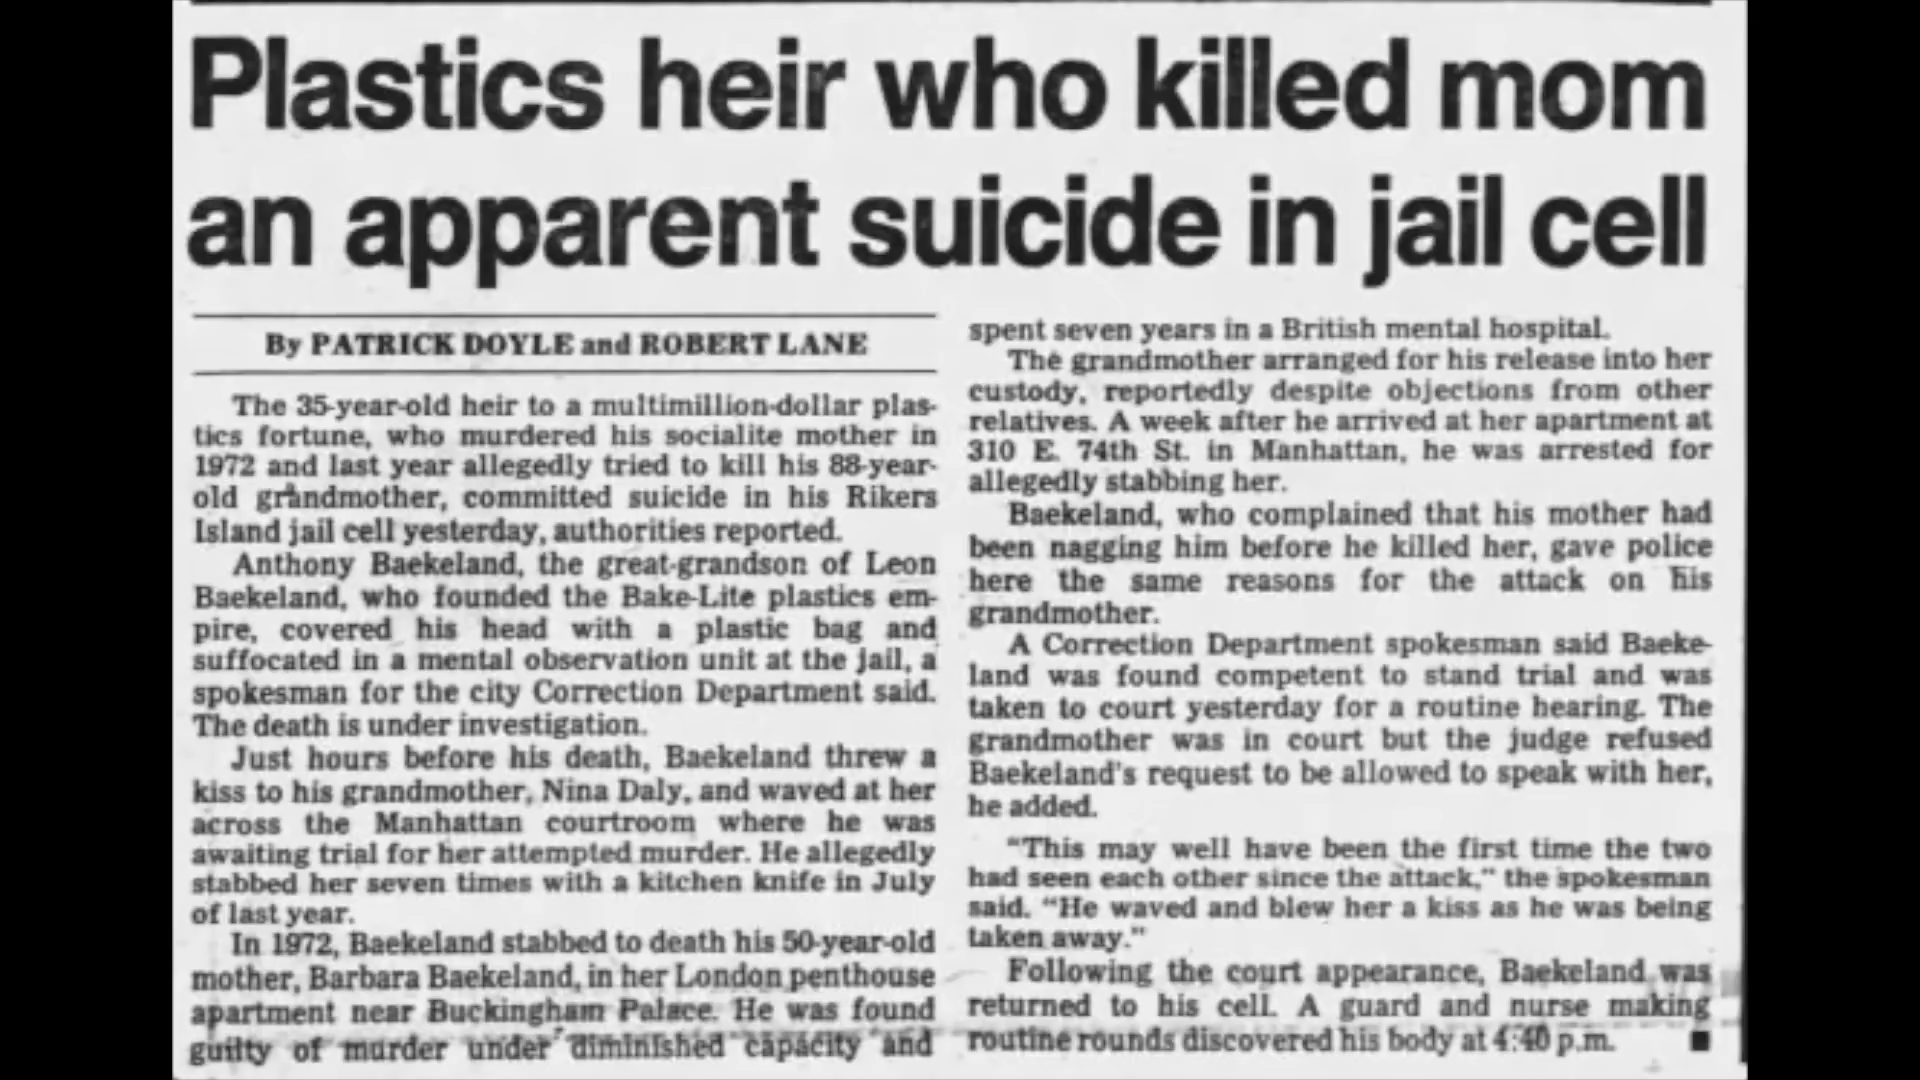 Plastics heir who killed mom
an apparent suicide in jail cell
By PATRICK DOYLE and ROBERT LANE
The 35-year-old heir to a multimillion-dollar plas-
tics fortune, who murdered his socialite mother in
1972 and last year allegedly tried to kill his 88-year-
old grandmother, committed suicide in his Rikers
Island jail cell yesterday, authorities reported.
Anthony Baekeland, the great-grandson of Leon
Baekeland, who founded the Bake-Lite plastics em-
pire, covered his head with a plastic bag and
suffocated in a mental observation unit at the jail, a
spokesman for the city Correction Department said.
The death is under investigation.
Just hours before his death, Baekeland threw a
kiss to his grandmother, Nina Daly, and waved at her
across the Manhattan courtroom where he was
awaiting trial for her attempted murder. He allegedly
stabbed her seven times with a kitchen knife in July
of last year.
In 1972, Baekeland stabbed to death his 50-year-old
mother, Barbara Baekeland, in her London penthouse
apartment near Buckingham Palace. He was found
guilty of murder under diminished capacity and
spent seven years in a British mental hospital.
The grandmother arranged for his release into her
custody, reportedly despite objections from other
relatives. A week after he arrived at her apartment at
310 E. 74th St. in Manhattan, he was arrested for
allegedly stabbing her.
Baekeland, who complained that his mother had
been nagging him before he killed her, gave police
here the same reasons for the attack on his
grandmother.
A Correction Department spokesman said Baeke-
land was found competent to stand trial and was
taken to court yesterday for a routine hearing. The
grandmother was in court but the judge refused
Baekeland's request to be allowed to speak with her,
he added.
"This may well have been the first time the two
had seen each other since the attack," the spokesman
said. "He waved and blew her a kiss as he was being
taken away."
Following the court appearance, Baekeland was
returned to his cell. A guard and nurse making
routine rounds discovered his body at 4:40 p.m.